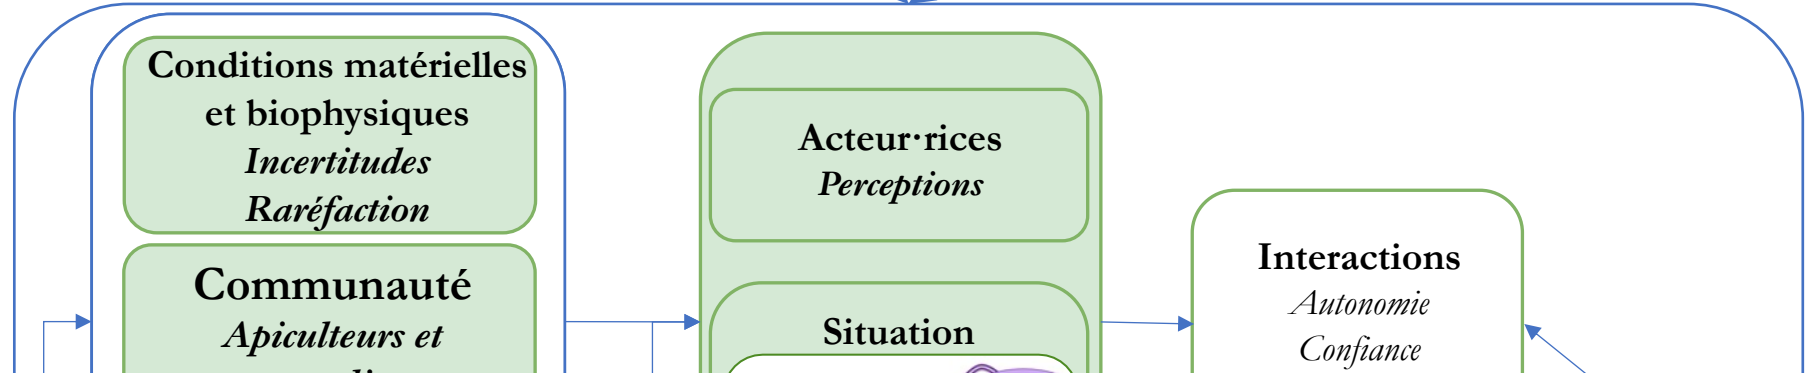 Conditions matérielles
et biophysiques
Incertitudes
Raréfaction
Communauté
Apiculteurs et
Acteur·rices
Perceptions
Situation
Interactions
Autonomie
Confiance